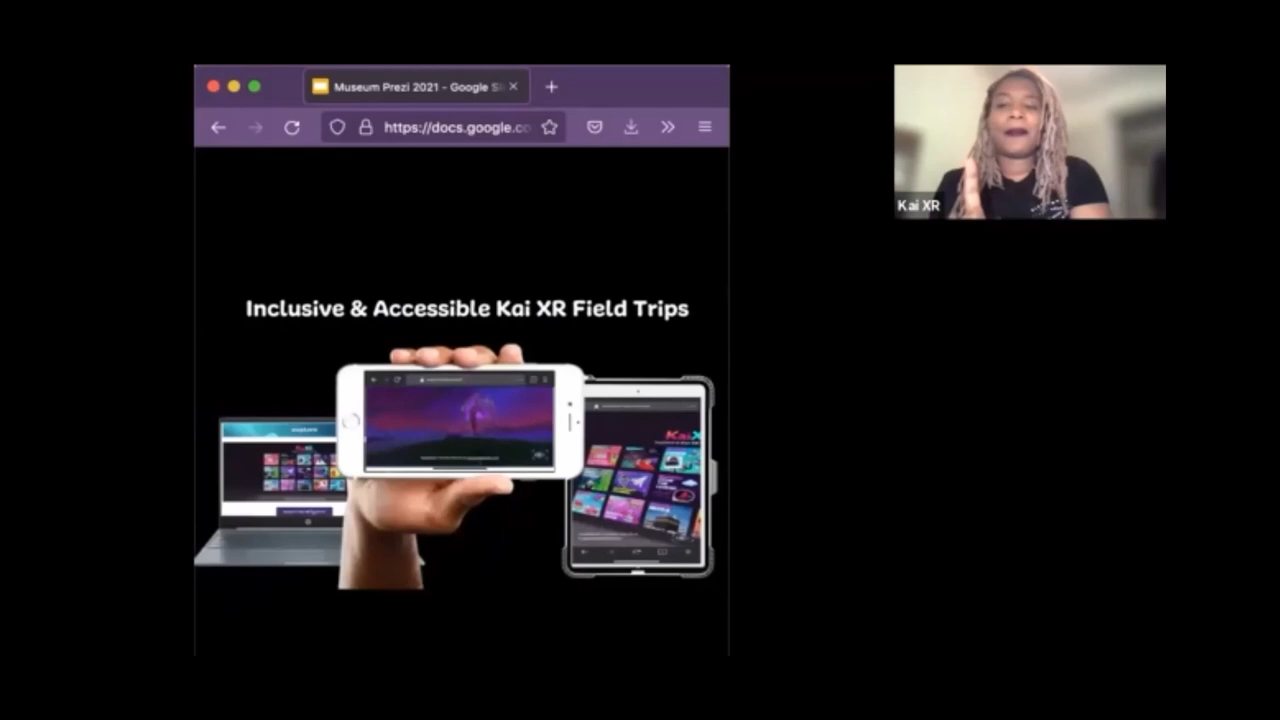 Museum Prezi 2021 - Google Sl
https://docs.google.co
Kai XR
Inclusive & Accessible Kai XR Field Trips